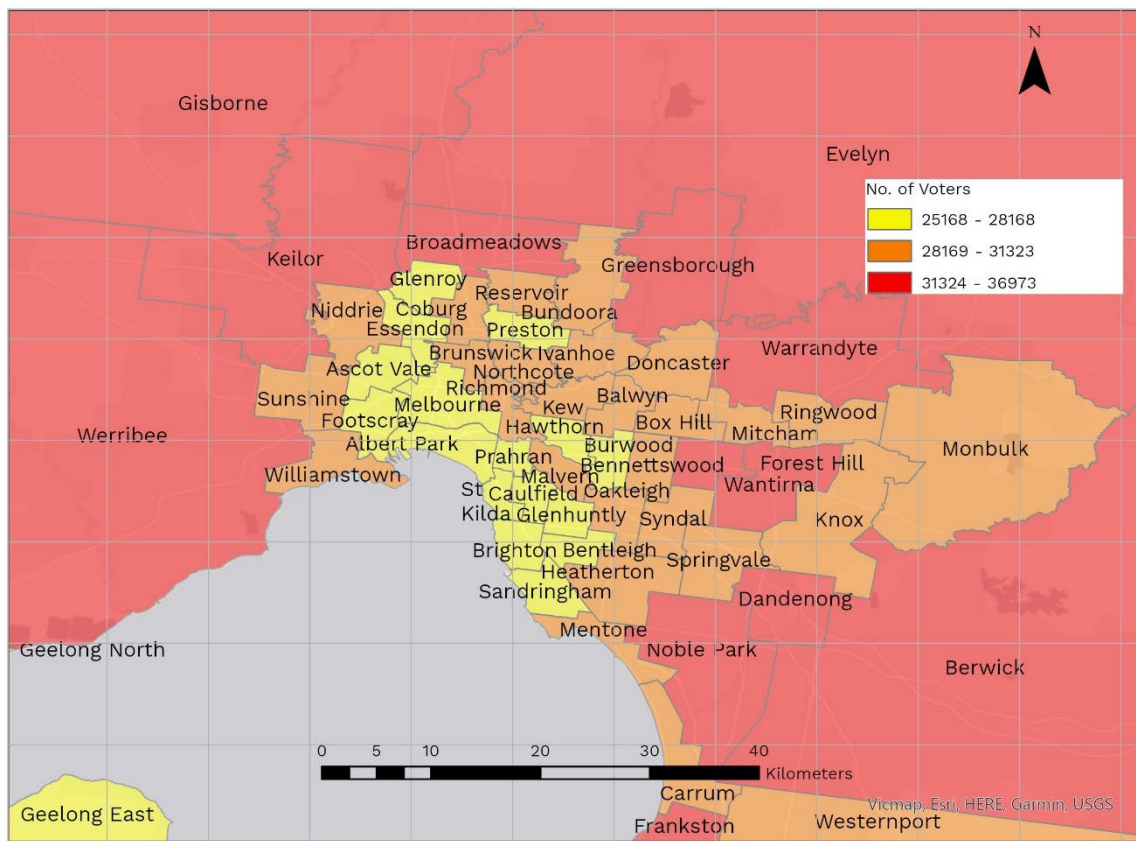 N
Gisborne
Evelyn
No. of Voters
25168 - 28168
28169 - 31323
31324 - 36973
Broadmeadows
Keilor
Greensborough
Glenroy
Reservoir
Niddrie
Coburg
Bundoora
Essendon
Preston
Warrandyte
Brunswick
Ivanhoe
Doncaster
Ascot Vale
Northcote
Richmond
Balwyn
Sunshine
Melbourne
Kew
Ringwood
Footscray
Hawthorn
Box Hill
Mitcham
Werribee
Albert Park
Burwood
Monbulk
Prahran
Bennettswood
Forest Hill
Williamstown
Malvern
Wantirna
St
Kilda
Caulfield
Oakleigh
Glenhuntly
Syndal
Knox
Brighton
Bentleigh
Springvale
Heatherton
Sandringham
Dandenong
Mentone
Geelong North
Noble Park
Berwick
0 5 10 20 30 40
Kilometers
Carrum
Vicmap, Esri, HERE, Garmin, USGS
Geelong East
Frankston
Westernport